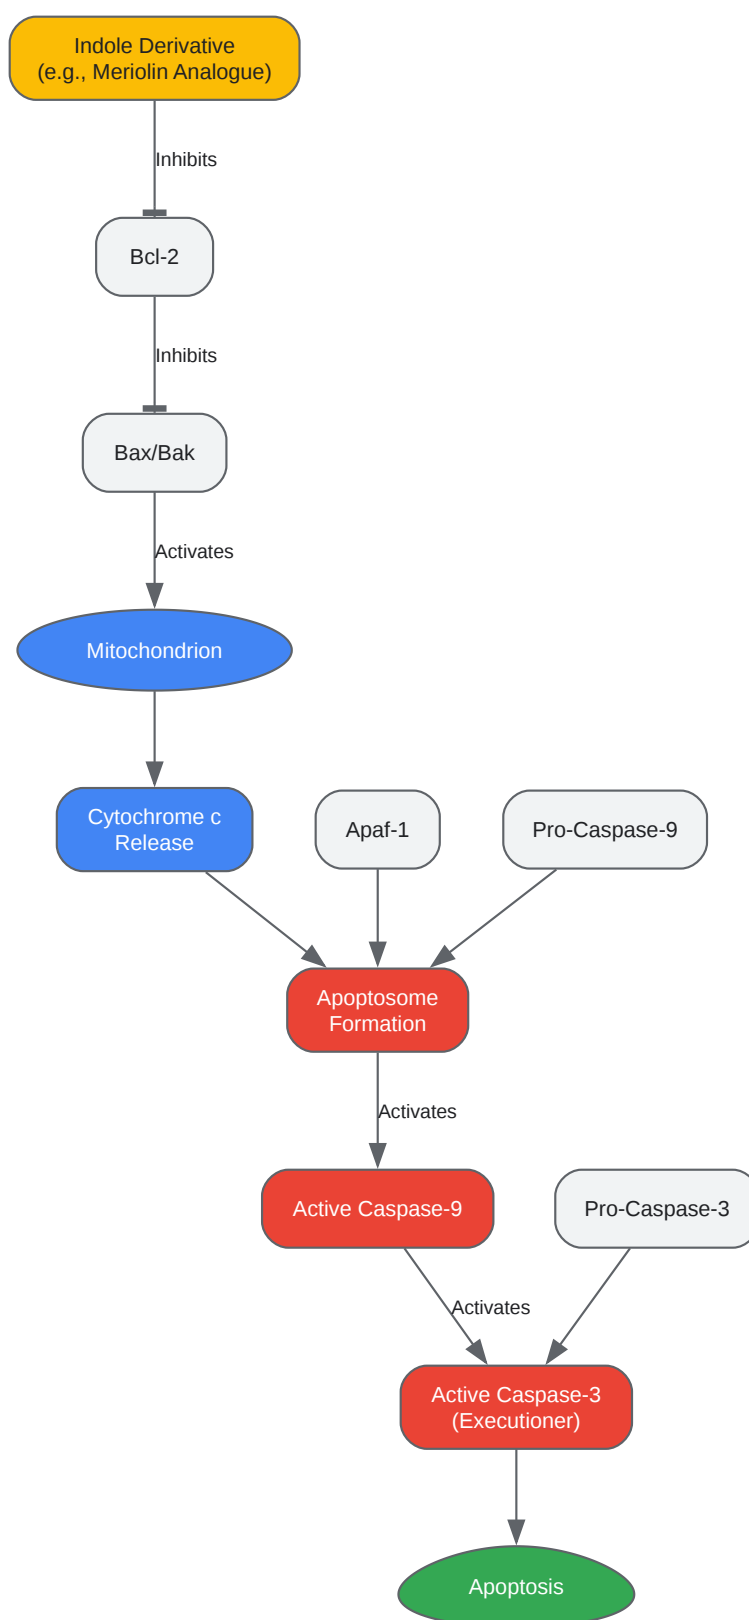 Indole Derivative
(e.g., Meriolin Analogue)
Inhibits
Bcl-2
Inhibits
Bax/Bak
Activates
Mitochondrion
Cytochrome c
Release
Apaf-1
Pro-Caspase-9
Apoptosome
Formation
Activates
Active Caspase-9
Pro-Caspase-3
Activates
Active Caspase-3
(Executioner)
Apoptosis